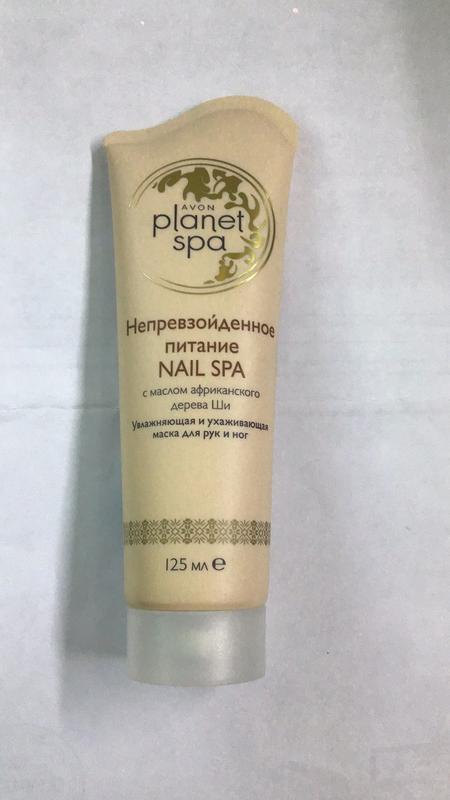 AVON
planet
spa
Непревзойденное
питание
NAIL SPA
с маслом африканского
дерева Ши
Увлажняющая и ухаживающая
маска для рук и ног
125 мл e